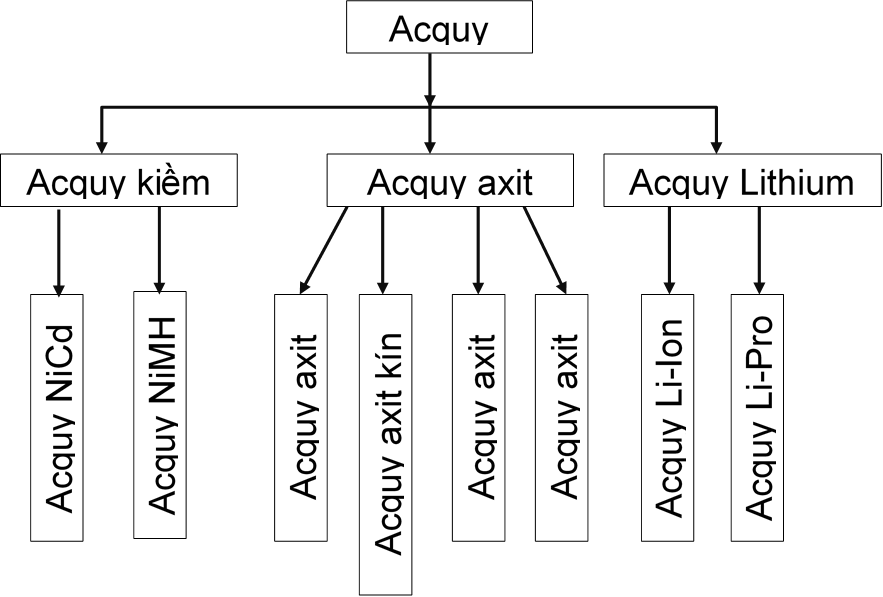 Acquy
Acquy kiềm
Acquy axit
Acquy Lithium
Acquy NiCd
Acquy NiMH
Acquy axit
Acquy axit kín
Acquy axit
Acquy axit
Acquy Li-Ion
Acquy Li-Pro